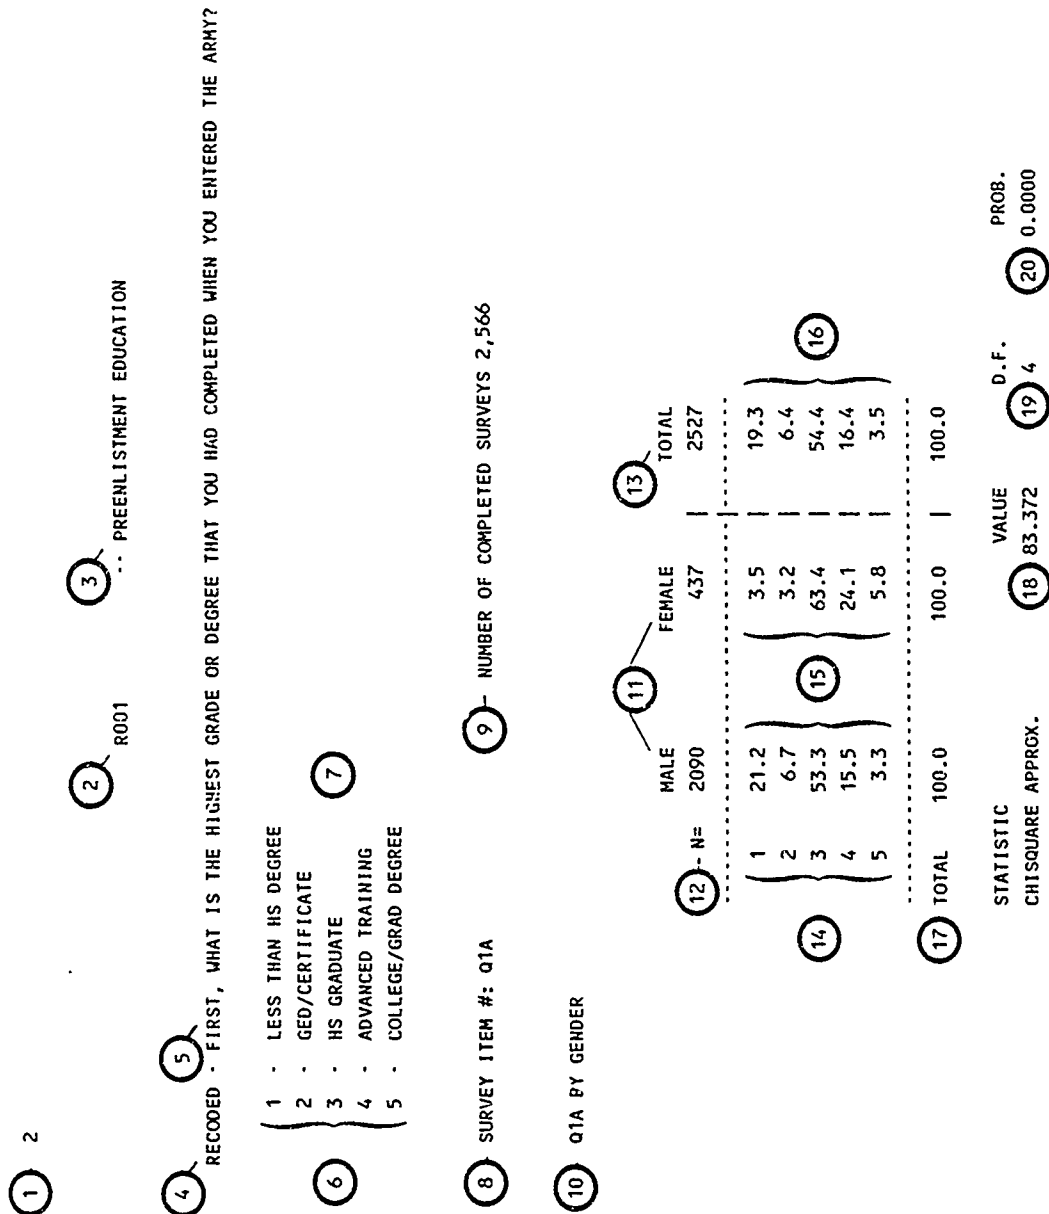 1 2
2 R001
3 -- PREENLISTMENT EDUCATION
4 RECODED - 5 FIRST, WHAT IS THE HIGHEST GRADE OR DEGREE THAT YOU HAD COMPLETED WHEN YOU ENTERED THE ARMY?
1 - LESS THAN HS DEGREE
2 - GED/CERTIFICATE
6 3 - HS GRADUATE 7
4 - ADVANCED TRAINING
5 - COLLEGE/GRAD DEGREE
8 SURVEY ITEM #: Q1A 9 NUMBER OF COMPLETED SURVEYS 2,566
10 Q1A BY GENDER
11 13
MALE FEMALE TOTAL
12 N= 2090 437 | 2527
1 21.2 3.5 | 19.3
2 6.7 3.2 | 6.4
14 3 53.3 15 63.4 | 54.4 16
4 15.5 24.1 | 16.4
5 3.3 5.8 | 3.5
17 TOTAL 100.0 100.0 | 100.0
STATISTIC VALUE D.F. PROB.
CHISQUARE APPROX. 18 83.372 19 4 20 0.0000